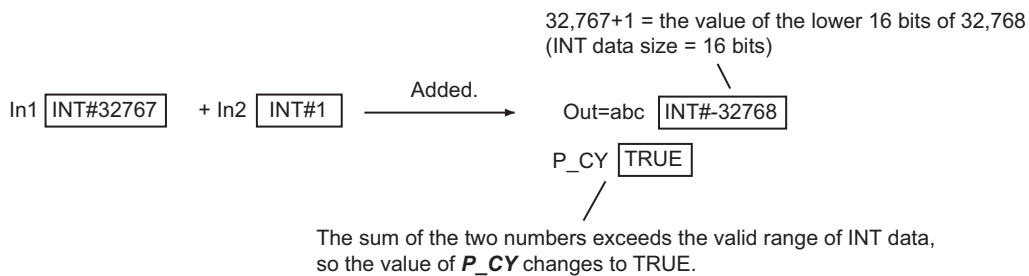 32,767+1 = the value of the lower 16 bits of 32,768
(INT data size = 16 bits)
In1 INT#32767 + In2 INT#1 Added. Out=abc INT#-32768
P_CY TRUE
The sum of the two numbers exceeds the valid range of INT data,
so the value of P_CY changes to TRUE.